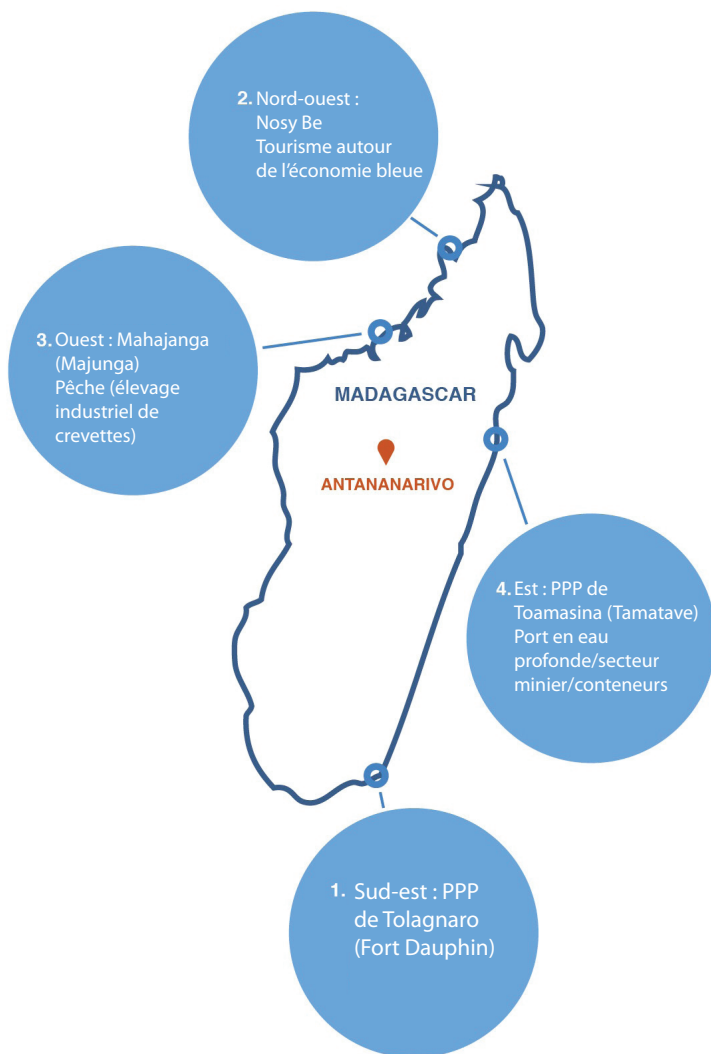 2. Nord-ouest :
Nosy Be
Tourisme autour
de l’économie bleue
3. Ouest : Mahajanga
(Majunga)
Pêche (élevage
industriel de
crevettes)
MADAGASCAR
ANTANANARIVO
4. Est : PPP de
Toamasina (Tamatave)
Port en eau
profonde/secteur
minier/conteneurs
1. Sud-est : PPP
de Tolagnaro
(Fort Dauphin)